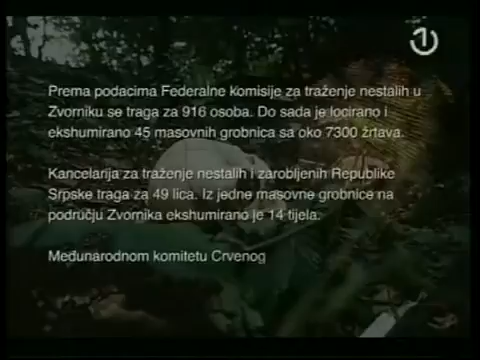 1
Prema podacima Federalne komisije za traženje nestalih u
Zvorniku se traga za 916 osoba. Do sada je locirano i
ekshumirano 45 masovnih grobnica sa oko 7300 žrtava.
Kancelarija za traženje nestalih i zarobljenih Republike
Srpske traga za 49 lica. Iz jedne masovne grobnice na
području Zvornika ekshumirano je 14 tijela.
Međunarodnom komitetu Crvenog